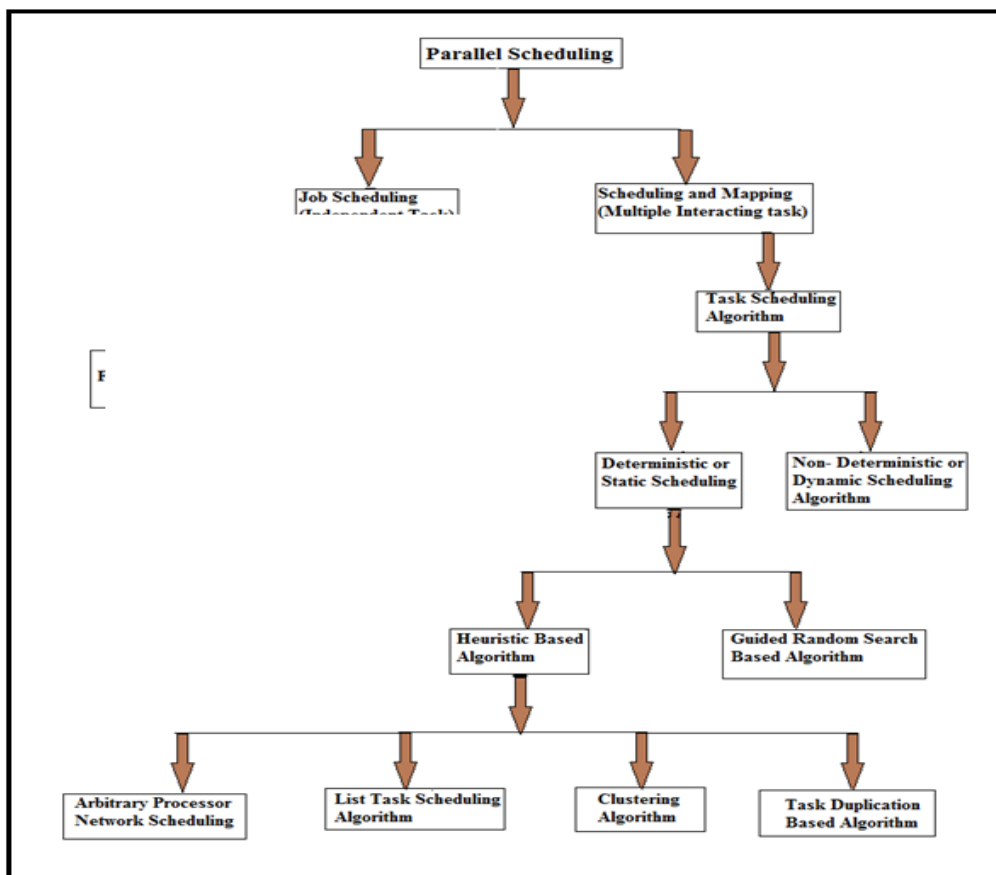 Parallel Scheduling
Job Scheduling
(Independent Task)
Scheduling and Mapping
(Multiple Interacting task)
Task Scheduling
Algorithm
Deterministic or
Static Scheduling
Non- Deterministic or
Dynamic Scheduling
Algorithm
Heuristic Based
Algorithm
Guided Random Search
Based Algorithm
Arbitrary Processor
Network Scheduling
List Task Scheduling
Algorithm
Clustering
Algorithm
Task Duplication
Based Algorithm